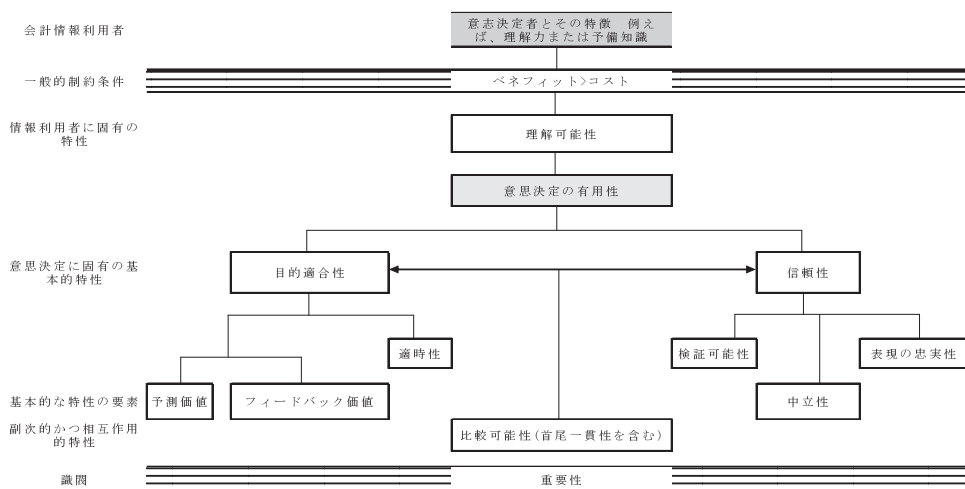 会計情報利用者
意志決定者とその特徴 例え
ば、理解力または予備知識
一般的制約条件
ベネフィット>コスト
情報利用者に固有の
特性
理解可能性
意思決定の有用性
意思決定に固有の基
本的特性
目的適合性
信頼性
適時性
検証可能性
表現の忠実性
基本的な特性の要素
予測価値
フィードバック価値
中立性
副次的かつ相互作用
的特性
比較可能性(首尾一貫性を含む)
識閾
重要性